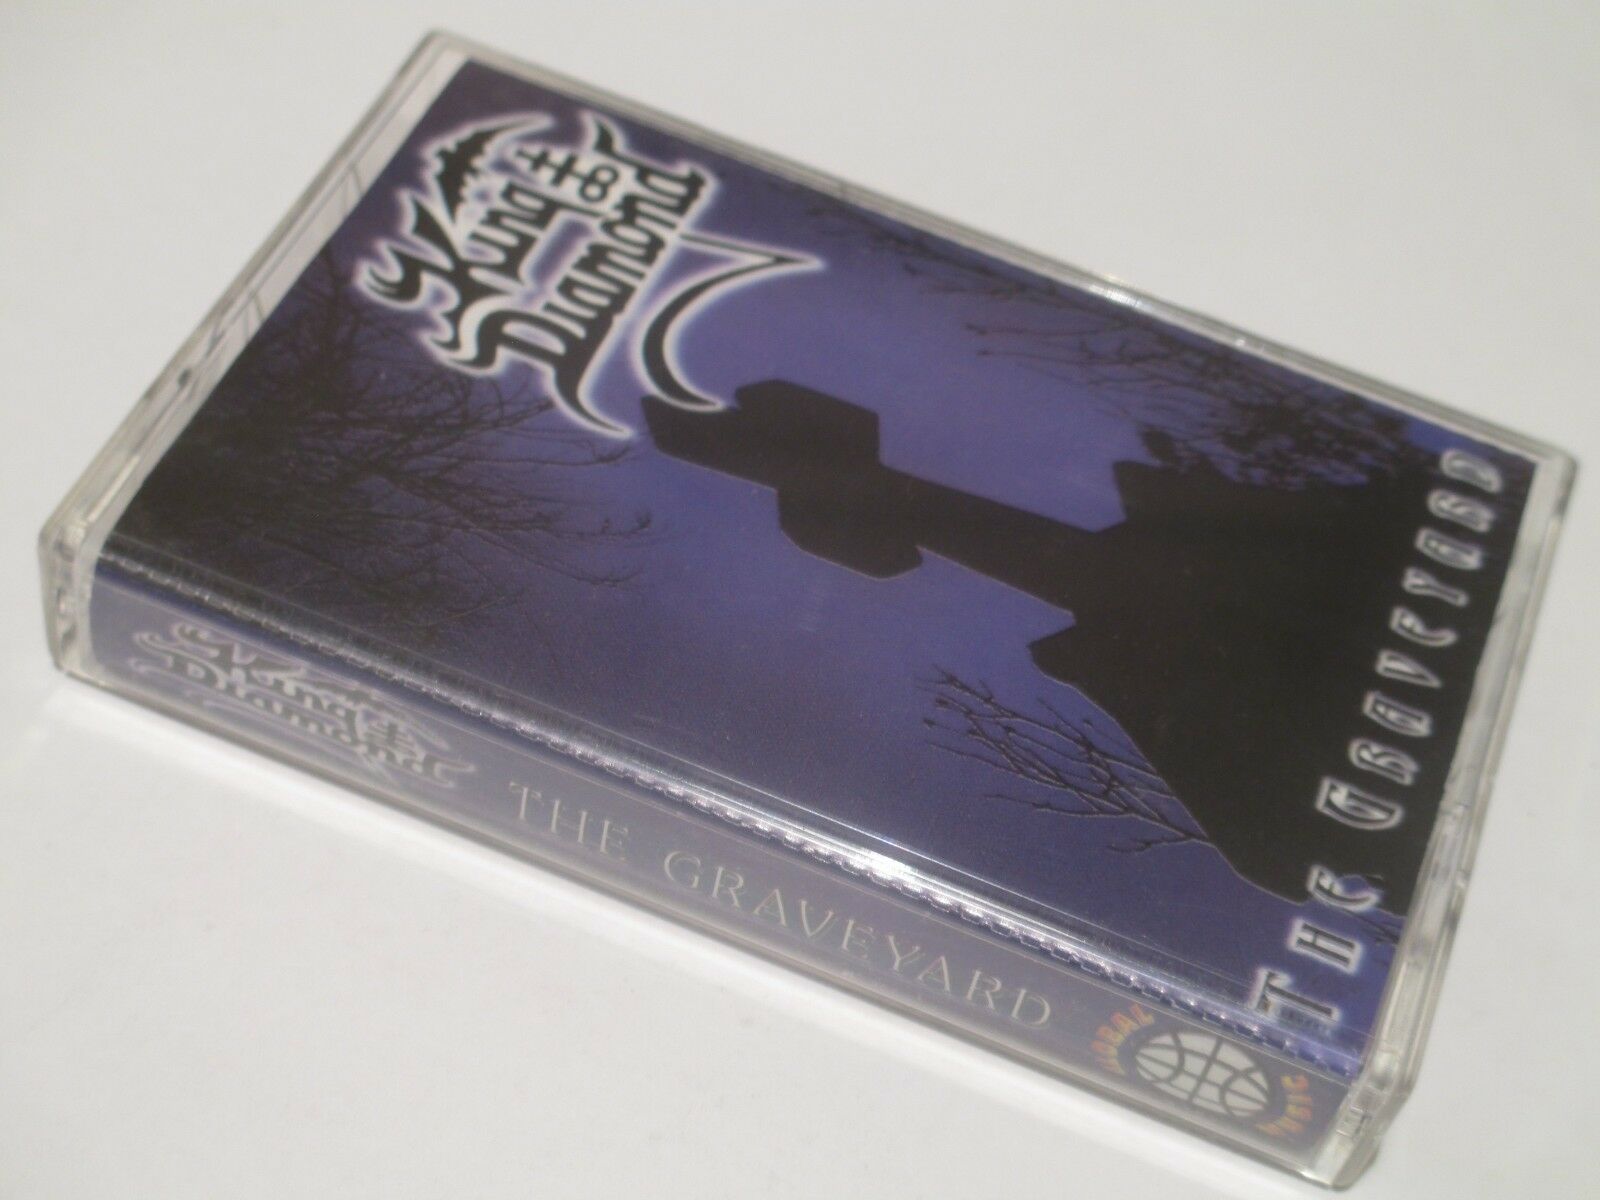 King
Diamond
THE GRAVEYARD
King
Diamond
THE GRAVEYARD
GLOBAL
MUSIC